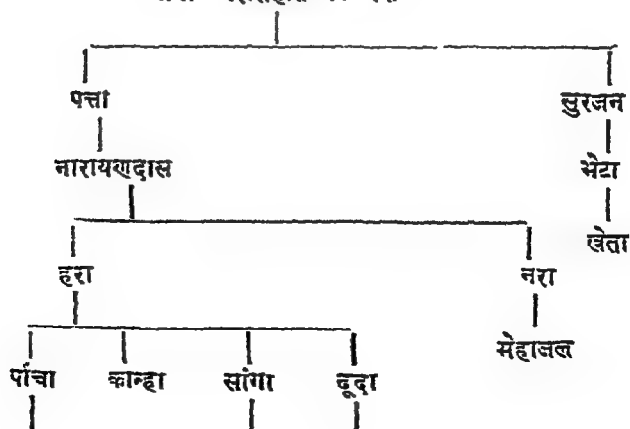 पत्ता सुरजन
नारायणदास भेटा
खेता
हरा नरा
मेहाजल
पांचा कान्हा सांगा दूदा